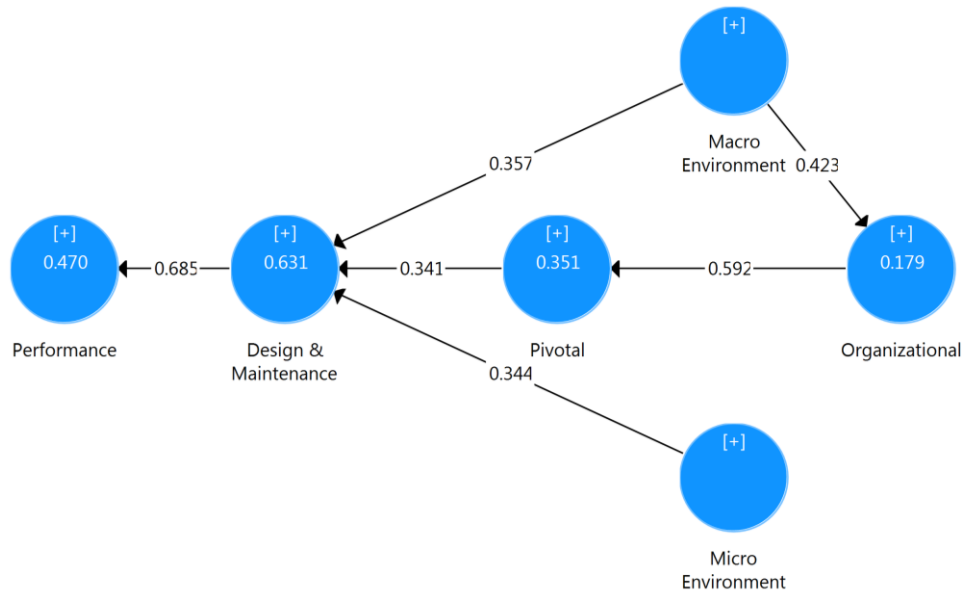 [+]
Macro
Environment
0.357
0.423
[+]
0.470
Performance
0.685
[+]
0.631
Design &
Maintenance
0.341
[+]
0.351
Pivotal
0.592
[+]
0.179
Organizational
0.344
[+]
Micro
Environment